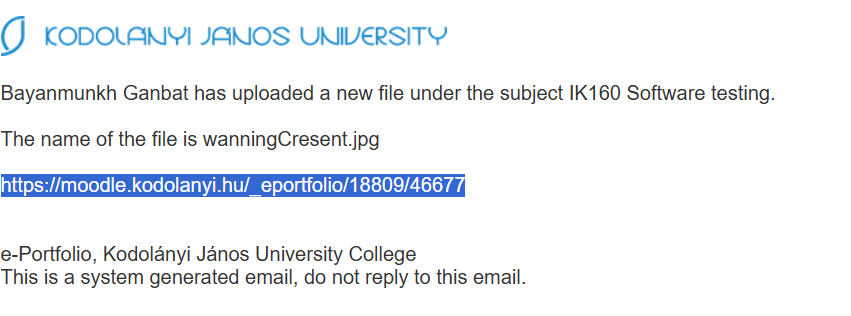 KODOLÁNYI JÁNOS UNIVERSITY
Bayanmunkh Ganbat has uploaded a new file under the subject IK160 Software testing.
The name of the file is wanningCresent.jpg
https://moodle.kodolanyi.hu/_eportfolio/18809/46677
e-Portfolio, Kodolányi János University College
This is a system generated email, do not reply to this email.